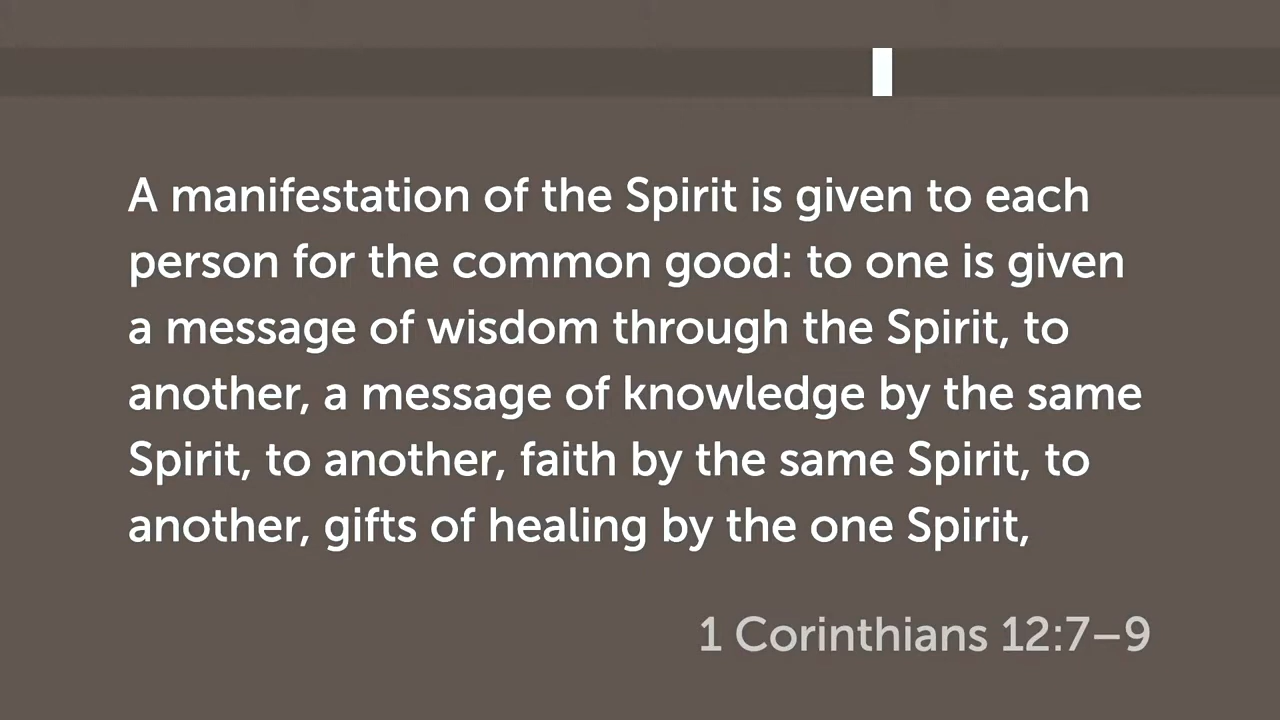 A manifestation of the Spirit is given to each
person for the common good: to one is given
a message of wisdom through the Spirit, to
another, a message of knowledge by the same
Spirit, to another, faith by the same Spirit, to
another, gifts of healing by the one Spirit,
1 Corinthians 12:7–9